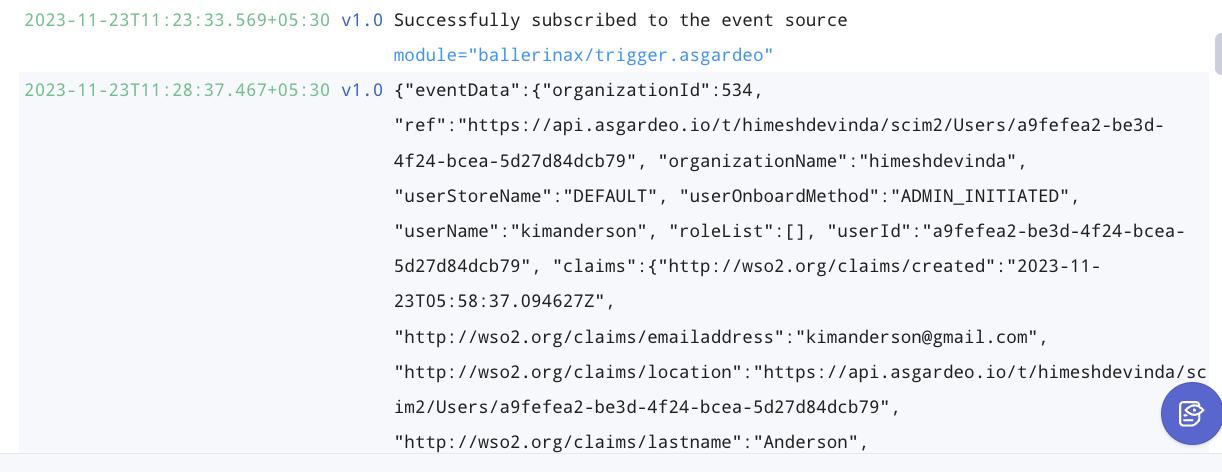 2023-11-23T11:23:33.569+05:30 v1.0 Successfully subscribed to the event source
module="ballerinax/trigger.asgardeo"
2023-11-23T11:28:37.467+05:30 v1.0 {"eventData":{"organizationId":534,
"ref":"https://api.asgardeo.io/t/himeshdevinda/scim2/Users/a9fefea2-be3d-
4f24-bcea-5d27d84dcb79", "organizationName":"himeshdevinda",
"userStoreName":"DEFAULT", "userOnboardMethod":"ADMIN_INITIATED",
"userName":"kimanderson", "roleList":[], "userId":"a9fefea2-be3d-4f24-bcea-
5d27d84dcb79", "claims":{"http://wso2.org/claims/created":"2023-11-
23T05:58:37.094627Z",
"http://wso2.org/claims/emailaddress":"kimanderson@gmail.com",
"http://wso2.org/claims/location":"https://api.asgardeo.io/t/himeshdevinda/sc
im2/Users/a9fefea2-be3d-4f24-bcea-5d27d84dcb79",
"http://wso2.org/claims/lastname":"Anderson",